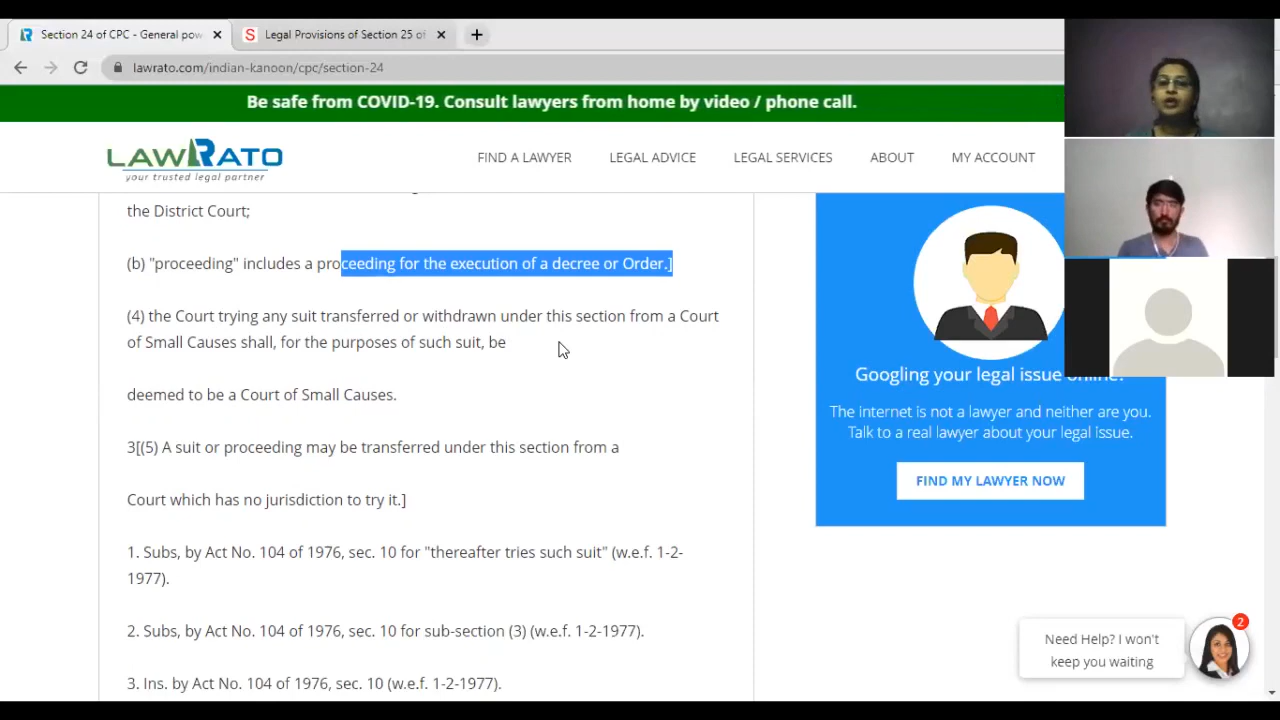 Section 24 of CPC - General pow
Legal Provisions of Section 25 of
lawrato.com/indian-kanoon/cpc/section-24
Be safe from COVID-19. Consult lawyers from home by video / phone call.
LAWRATO
your trusted legal partner
FIND A LAWYER
LEGAL ADVICE
LEGAL SERVICES
ABOUT
MY ACCOUNT
the District Court;
(b) "proceeding" includes a proceeding for the execution of a decree or Order.]
(4) the Court trying any suit transferred or withdrawn under this section from a Court
of Small Causes shall, for the purposes of such suit, be
deemed to be a Court of Small Causes.
3[(5) A suit or proceeding may be transferred under this section from a
Court which has no jurisdiction to try it.]
1. Subs, by Act No. 104 of 1976, sec. 10 for "thereafter tries such suit" (w.e.f. 1-2-
1977).
2. Subs, by Act No. 104 of 1976, sec. 10 for sub-section (3) (w.e.f. 1-2-1977).
3. Ins. by Act No. 104 of 1976, sec. 10 (w.e.f. 1-2-1977).
Googling your legal issue online?
The internet is not a lawyer and neither are you.
Talk to a real lawyer about your legal issue.
FIND MY LAWYER NOW
Need Help? I won't
keep you waiting
2